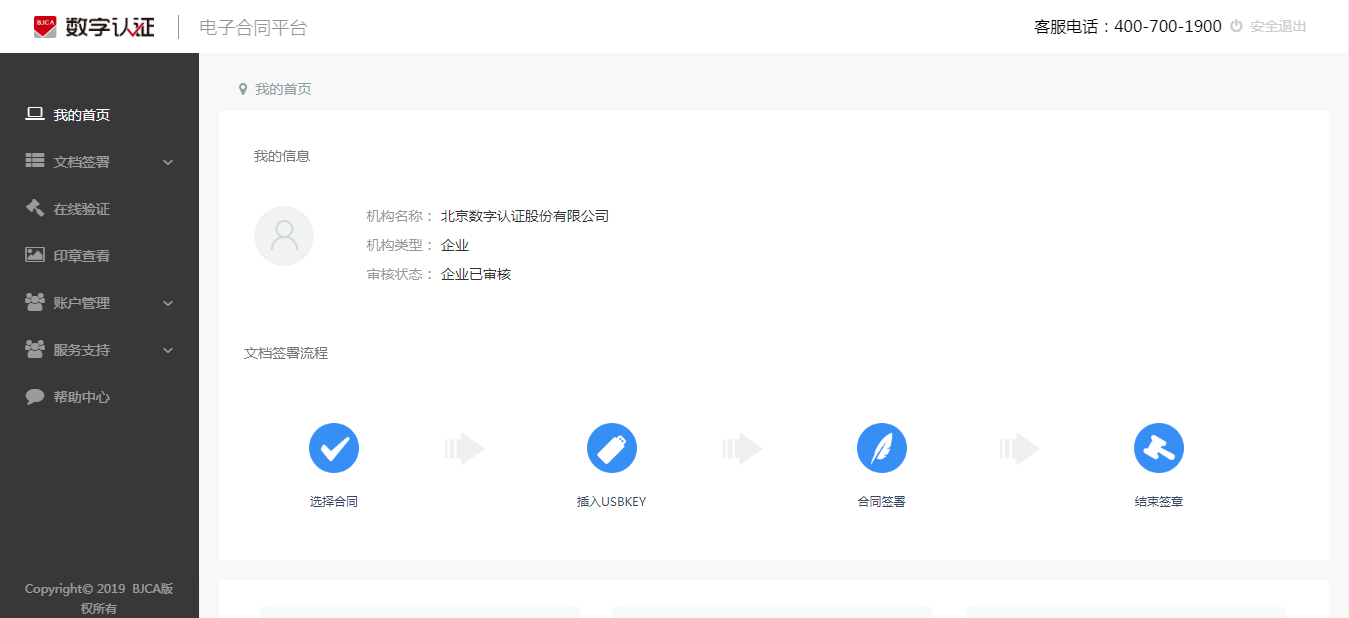 BJCA 数字认证 电子合同平台 客服电话：400-700-1900 安全退出
我的首页
文档签署
在线验证
印章查看
账户管理
服务支持
帮助中心
Copyright© 2019 BJCA版
权所有
我的首页
我的信息
机构名称： 北京数字认证股份有限公司
机构类型： 企业
审核状态： 企业已审核
文档签署流程
选择合同 插入USBKEY 合同签署 结束签章